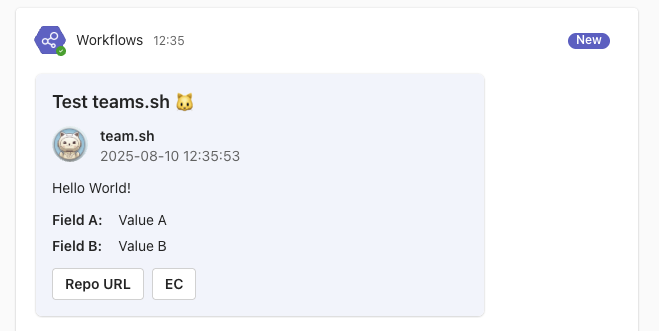 Workflows 12:35 New
Test teams.sh 🐱
team.sh
2025-08-10 12:35:53
Hello World!
Field A: Value A
Field B: Value B
Repo URL EC